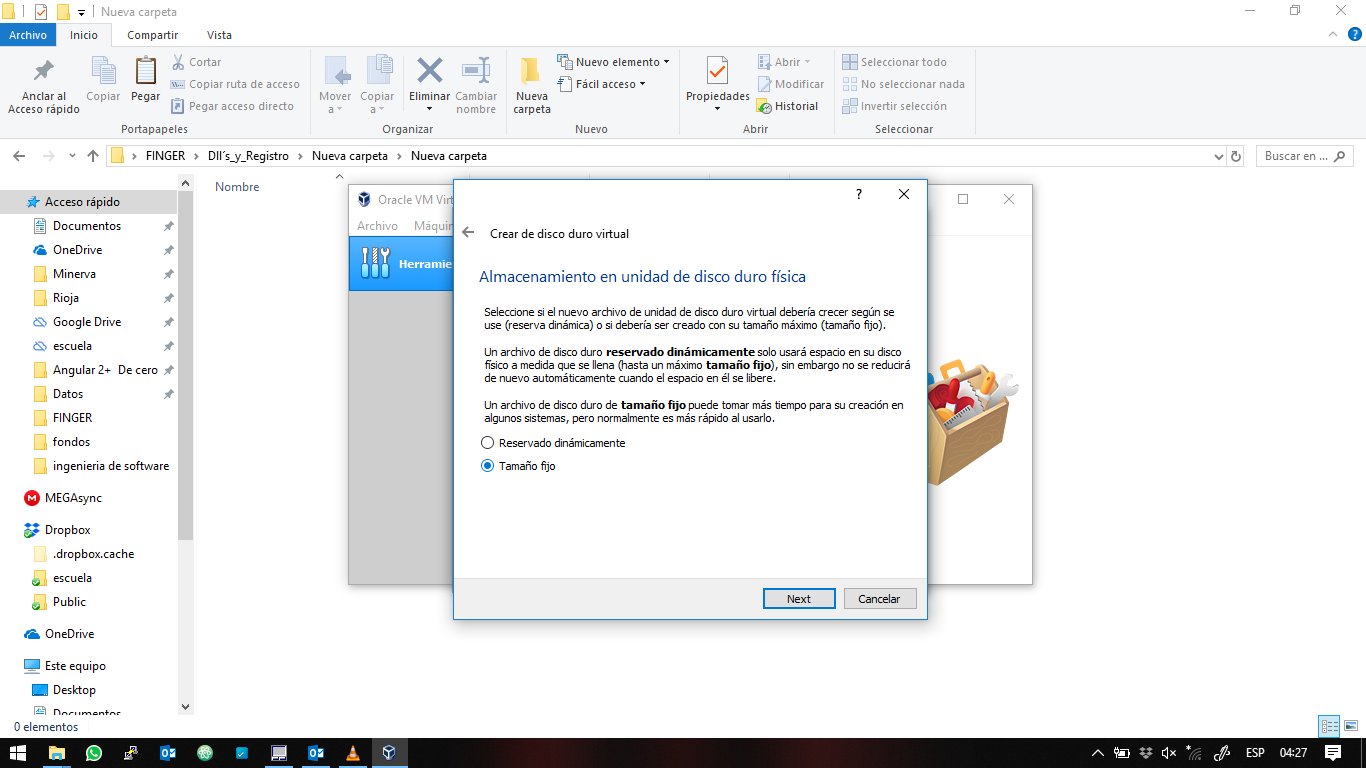 Nueva carpeta
Archivo Inicio Compartir Vista
Anclar al
Acceso rápido
Copiar
Pegar
Cortar
Copiar ruta de acceso
Pegar acceso directo
Portapapeles
Mover
a
Copiar
a
Eliminar
Cambiar
nombre
Organizar
Nueva
carpeta
Nuevo elemento
Fácil acceso
Nuevo
Propiedades
Abrir
Modificar
Historial
Abrir
Seleccionar todo
No seleccionar nada
Invertir selección
Seleccionar
FINGER > Dll´s_y_Registro > Nueva carpeta > Nueva carpeta
Buscar en ...
Nombre
Acceso rápido
Documentos
OneDrive
Minerva
Rioja
Google Drive
escuela
Angular 2+ De cero
Datos
FINGER
fondos
ingenieria de software
MEGAsync
Dropbox
.dropbox.cache
escuela
Public
OneDrive
Este equipo
Desktop
Documentos
0 elementos
Oracle VM Virt
Archivo Máquin
Herramie
?
Crear de disco duro virtual
Almacenamiento en unidad de disco duro física
Seleccione si el nuevo archivo de unidad de disco duro virtual debería crecer según se
use (reserva dinámica) o si debería ser creado con su tamaño máximo (tamaño fijo).
Un archivo de disco duro reservado dinámicamente solo usará espacio en su disco
físico a medida que se llena (hasta un máximo tamaño fijo), sin embargo no se reducirá
de nuevo automáticamente cuando el espacio en él se libere.
Un archivo de disco duro de tamaño fijo puede tomar más tiempo para su creación en
algunos sistemas, pero normalmente es más rápido al usarlo.
Reservado dinámicamente
Tamaño fijo
Next Cancelar
ESP 04:27